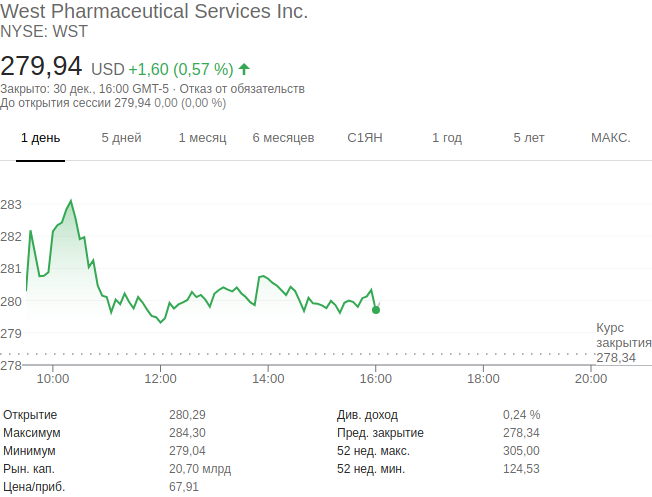 West Pharmaceutical Services Inc.
NYSE: WST
279,94 USD +1,60 (0,57 %)
Закрыто: 30 дек., 16:00 GMT-5 · Отказ от обязательств
До открытия сессии 279,94 0,00 (0,00 %)
1 день 5 дней 1 месяц 6 месяцев С1ЯН 1 год 5 лет МАКС.
283
282
281
280
279
278
Курс
закрытия
278,34
10:00 12:00 14:00 16:00 18:00 20:00
Открытие 280,29 Див. доход 0,24 %
Максимум 284,30 Пред. закрытие 278,34
Минимум 279,04 52 нед. макс. 305,00
Рын. кап. 20,70 млрд 52 нед. мин. 124,53
Цена/приб. 67,91